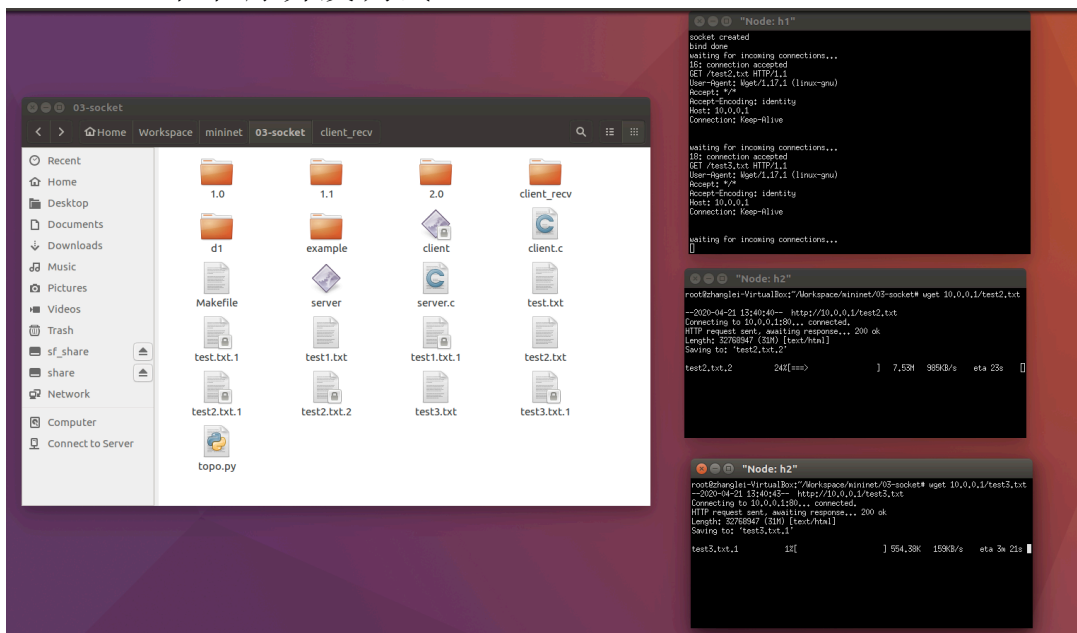 03-socket
Home Workspace mininet 03-socket client_recv
Recent
Home
Desktop
Documents
Downloads
Music
Pictures
Videos
Trash
sf_share
share
Network
Computer
Connect to Server
1.0 1.1 2.0 client_recv
d1 example client client.c
Makefile server server.c test.txt
test.txt.1 test1.txt test1.txt.1 test2.txt
test2.txt.1 test2.txt.2 test3.txt test3.txt.1
topo.py
"Node: h1"
socket created
bind done
waiting for incoming connections...
16: connection accepted
GET /test2.txt HTTP/1.1
User-Agent: Wget/1.17.1 (linux-gnu)
Accept: */*
Accept-Encoding: identity
Host: 10.0.0.1
Connection: Keep-Alive
waiting for incoming connections...
18: connection accepted
GET /test3.txt HTTP/1.1
User-Agent: Wget/1.17.1 (linux-gnu)
Accept: */*
Accept-Encoding: identity
Host: 10.0.0.1
Connection: Keep-Alive
waiting for incoming connections...
"Node: h2"
root@zhanglei-VirtualBox:~/Workspace/mininet/03-socket# wget 10.0.0.1/test2.txt
--2020-04-21 13:40:40-- http://10.0.0.1/test2.txt
Connecting to 10.0.0.1:80... connected.
HTTP request sent, awaiting response... 200 ok
Length: 32768947 (31M) [text/html]
Saving to: 'test2.txt.2'
test2.txt.2 24%[===> ] 7.53M 985KB/s eta 23s
"Node: h2"
root@zhanglei-VirtualBox:~/Workspace/mininet/03-socket# wget 10.0.0.1/test3.txt
--2020-04-21 13:40:43-- http://10.0.0.1/test3.txt
Connecting to 10.0.0.1:80... connected.
HTTP request sent, awaiting response... 200 ok
Length: 32768947 (31M) [text/html]
Saving to: 'test3.txt.1'
test3.txt.1 1%[ ] 554.38K 159KB/s eta 3m 21s